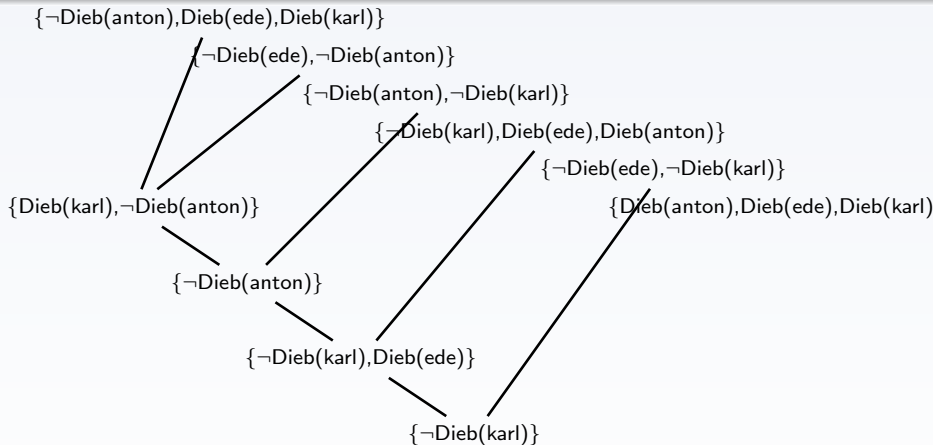 {¬Dieb(anton),Dieb(ede),Dieb(karl)}
{¬Dieb(ede),¬Dieb(anton)}
{¬Dieb(anton),¬Dieb(karl)}
{¬Dieb(karl),Dieb(ede),Dieb(anton)}
{¬Dieb(ede),¬Dieb(karl)}
{Dieb(karl),¬Dieb(anton)}
{Dieb(anton),Dieb(ede),Dieb(karl)
{¬Dieb(anton)}
{¬Dieb(karl),Dieb(ede)}
{¬Dieb(karl)}